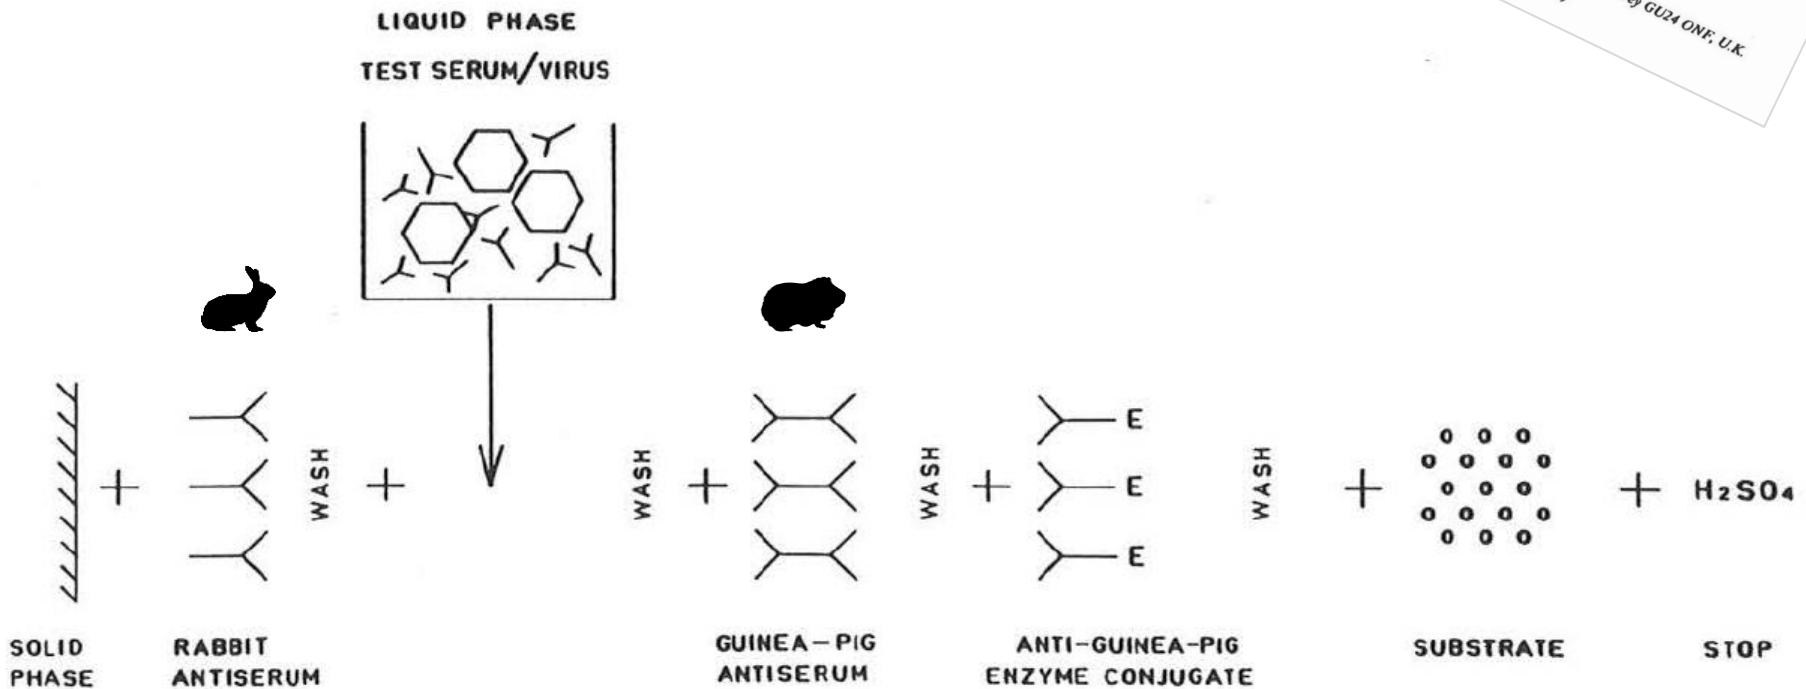 LIQUID PHASE
TEST SERUM/VIRUS
GU24 ONF, U.K.
WASH
+
+
WASH
+
E
E
E
WASH
+
WASH
+
+
H₂SO₄
SOLID
PHASE
RABBIT
ANTISERUM
GUINEA-PIG
ANTISERUM
ANTI-GUINEA-PIG
ENZYME CONJUGATE
SUBSTRATE
STOP